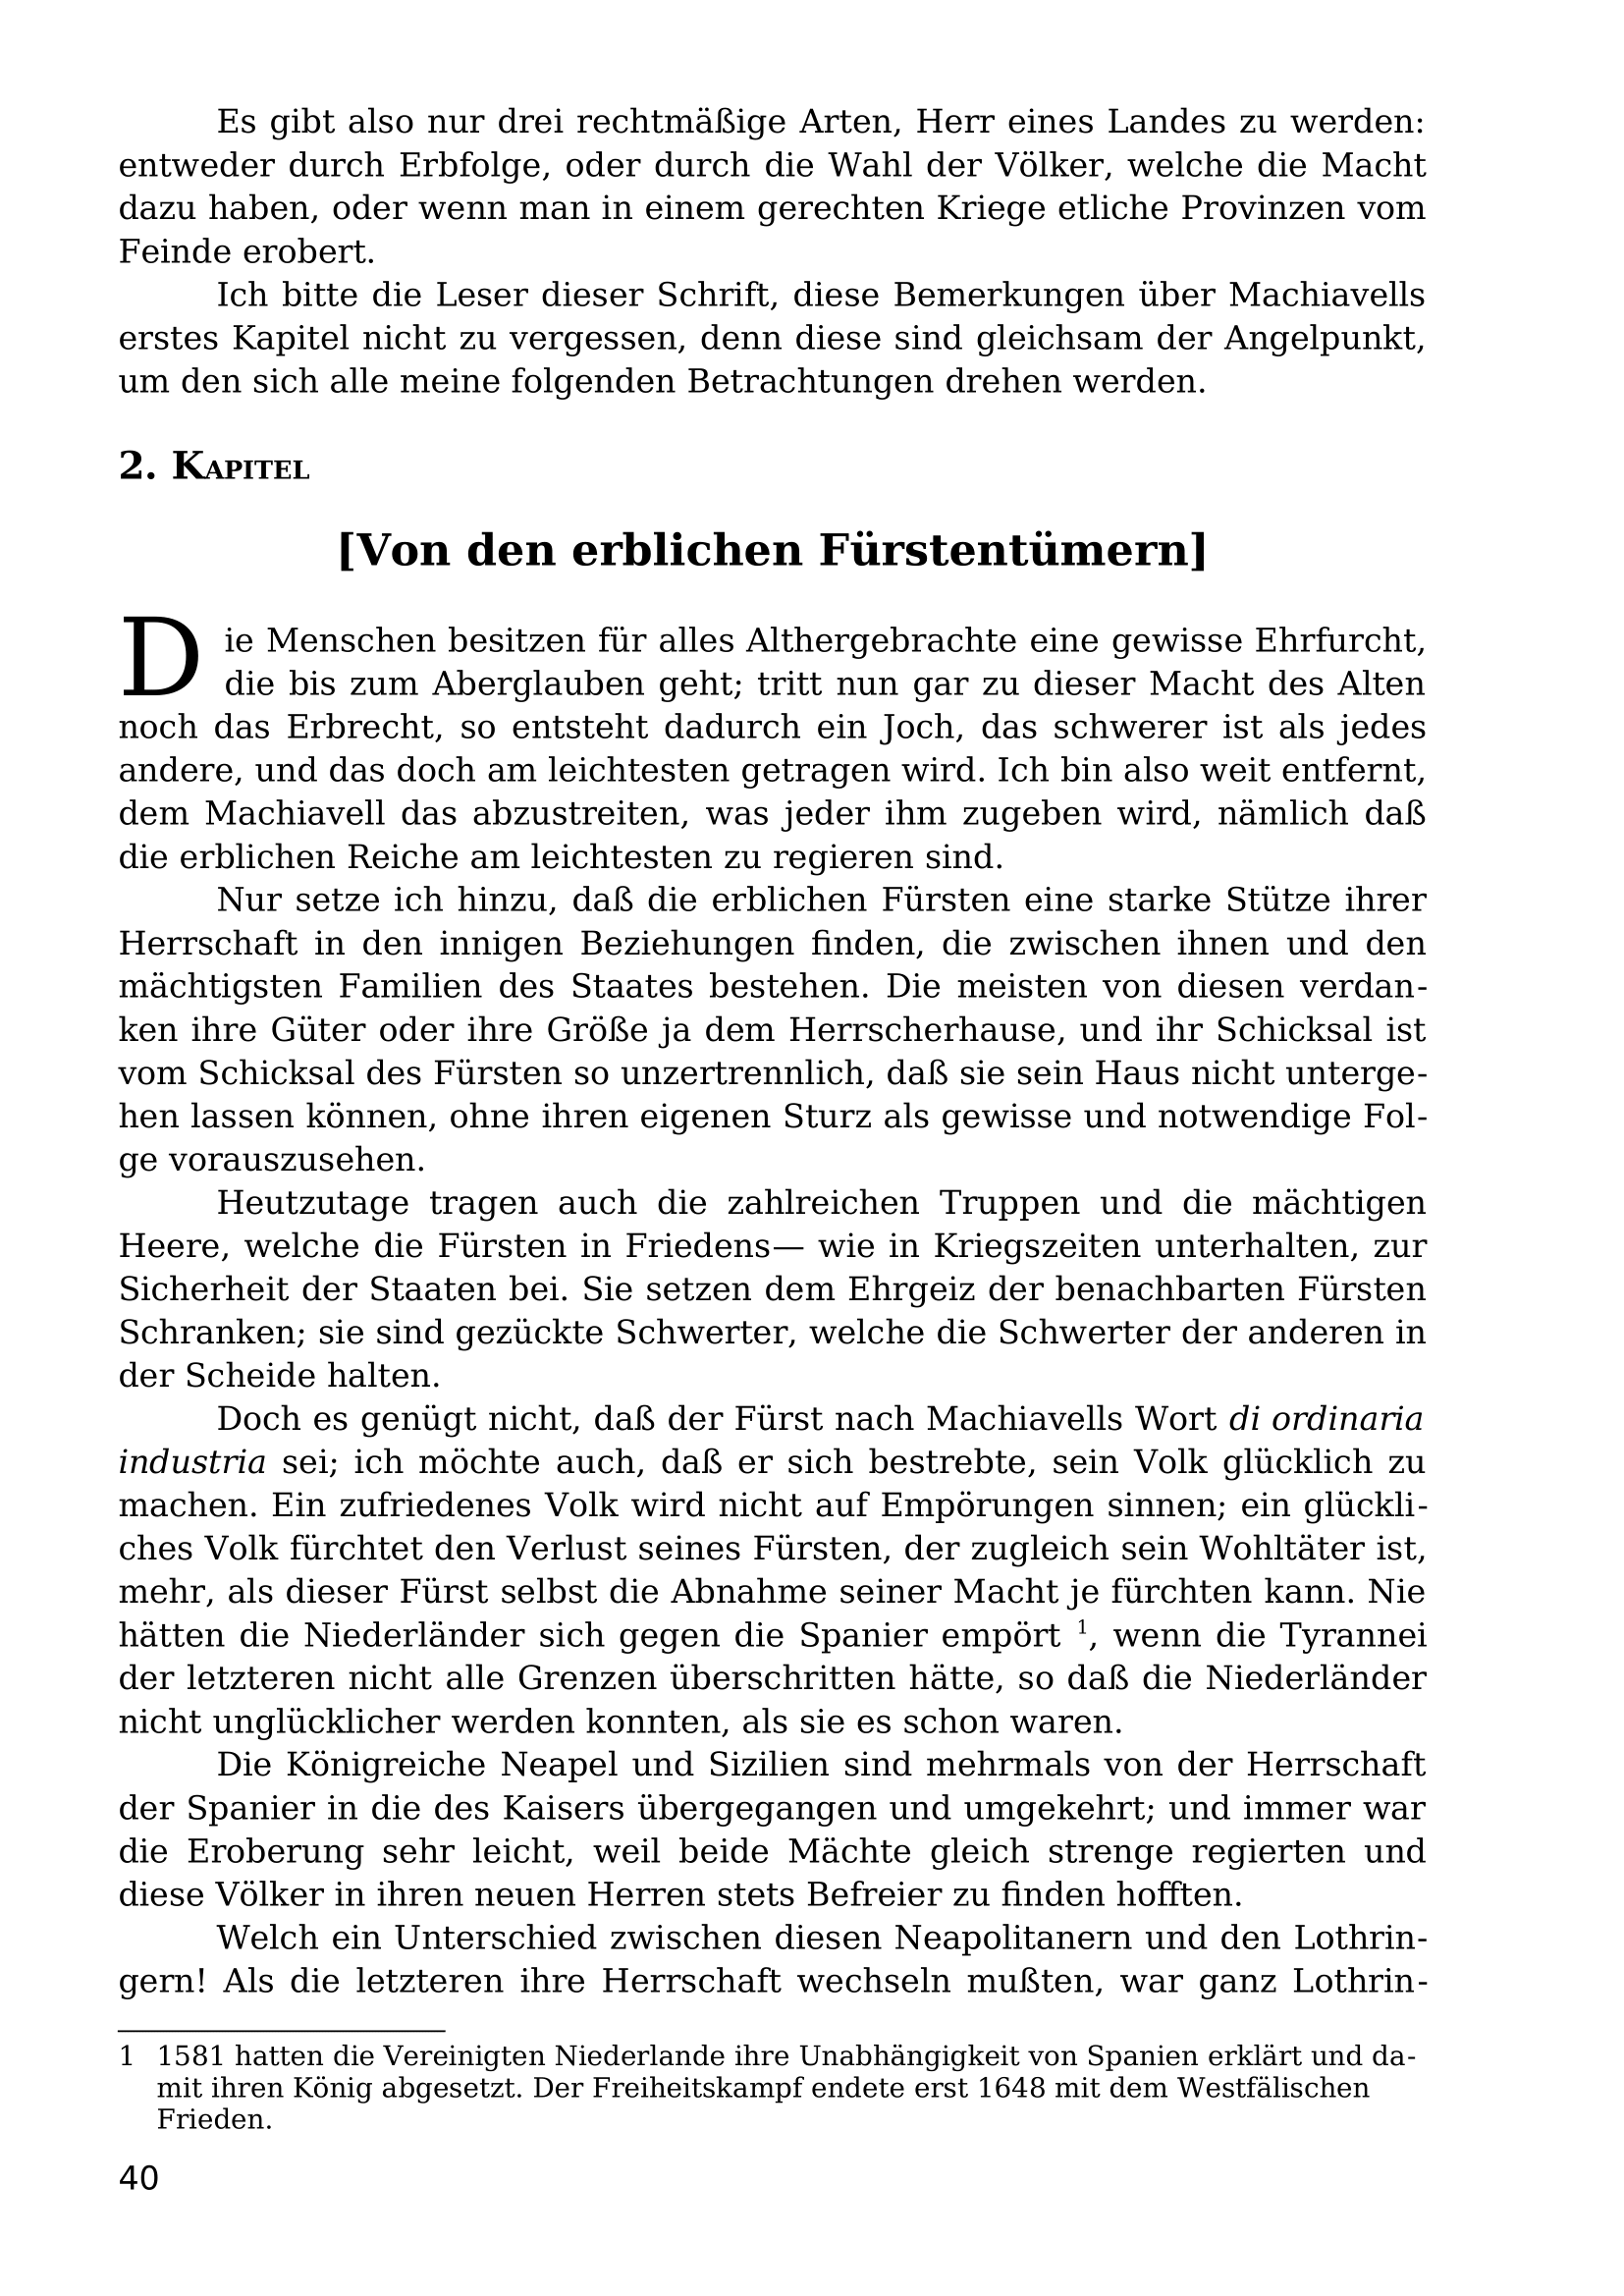 Es gibt also nur drei rechtmäßige Arten, Herr eines Landes zu werden:
entweder durch Erbfolge, oder durch die Wahl der Völker, welche die Macht
dazu haben, oder wenn man in einem gerechten Kriege etliche Provinzen vom
Feinde erobert.
Ich bitte die Leser dieser Schrift, diese Bemerkungen über Machiavells
erstes Kapitel nicht zu vergessen, denn diese sind gleichsam der Angelpunkt,
um den sich alle meine folgenden Betrachtungen drehen werden.
2. Kapitel
[Von den erblichen Fürstentümern]
Die Menschen besitzen für alles Althergebrachte eine gewisse Ehrfurcht,
die bis zum Aberglauben geht; tritt nun gar zu dieser Macht des Alten
noch das Erbrecht, so entsteht dadurch ein Joch, das schwerer ist als jedes
andere, und das doch am leichtesten getragen wird. Ich bin also weit entfernt,
dem Machiavell das abzustreiten, was jeder ihm zugeben wird, nämlich daß
die erblichen Reiche am leichtesten zu regieren sind.
Nur setze ich hinzu, daß die erblichen Fürsten eine starke Stütze ihrer
Herrschaft in den innigen Beziehungen finden, die zwischen ihnen und den
mächtigsten Familien des Staates bestehen. Die meisten von diesen verdan-
ken ihre Güter oder ihre Größe ja dem Herrscherhause, und ihr Schicksal ist
vom Schicksal des Fürsten so unzertrennlich, daß sie sein Haus nicht unterge-
hen lassen können, ohne ihren eigenen Sturz als gewisse und notwendige Fol-
ge vorauszusehen.
Heutzutage tragen auch die zahlreichen Truppen und die mächtigen
Heere, welche die Fürsten in Friedens— wie in Kriegszeiten unterhalten, zur
Sicherheit der Staaten bei. Sie setzen dem Ehrgeiz der benachbarten Fürsten
Schranken; sie sind gezückte Schwerter, welche die Schwerter der anderen in
der Scheide halten.
Doch es genügt nicht, daß der Fürst nach Machiavells Wort di ordinaria
industria sei; ich möchte auch, daß er sich bestrebte, sein Volk glücklich zu
machen. Ein zufriedenes Volk wird nicht auf Empörungen sinnen; ein glückli-
ches Volk fürchtet den Verlust seines Fürsten, der zugleich sein Wohltäter ist,
mehr, als dieser Fürst selbst die Abnahme seiner Macht je fürchten kann. Nie
hätten die Niederländer sich gegen die Spanier empört 1, wenn die Tyrannei
der letzteren nicht alle Grenzen überschritten hätte, so daß die Niederländer
nicht unglücklicher werden konnten, als sie es schon waren.
Die Königreiche Neapel und Sizilien sind mehrmals von der Herrschaft
der Spanier in die des Kaisers übergegangen und umgekehrt; und immer war
die Eroberung sehr leicht, weil beide Mächte gleich strenge regierten und
diese Völker in ihren neuen Herren stets Befreier zu finden hofften.
Welch ein Unterschied zwischen diesen Neapolitanern und den Lothrin-
gern! Als die letzteren ihre Herrschaft wechseln mußten, war ganz Lothrin-
1 1581 hatten die Vereinigten Niederlande ihre Unabhängigkeit von Spanien erklärt und da-
mit ihren König abgesetzt. Der Freiheitskampf endete erst 1648 mit dem Westfälischen
Frieden.
40